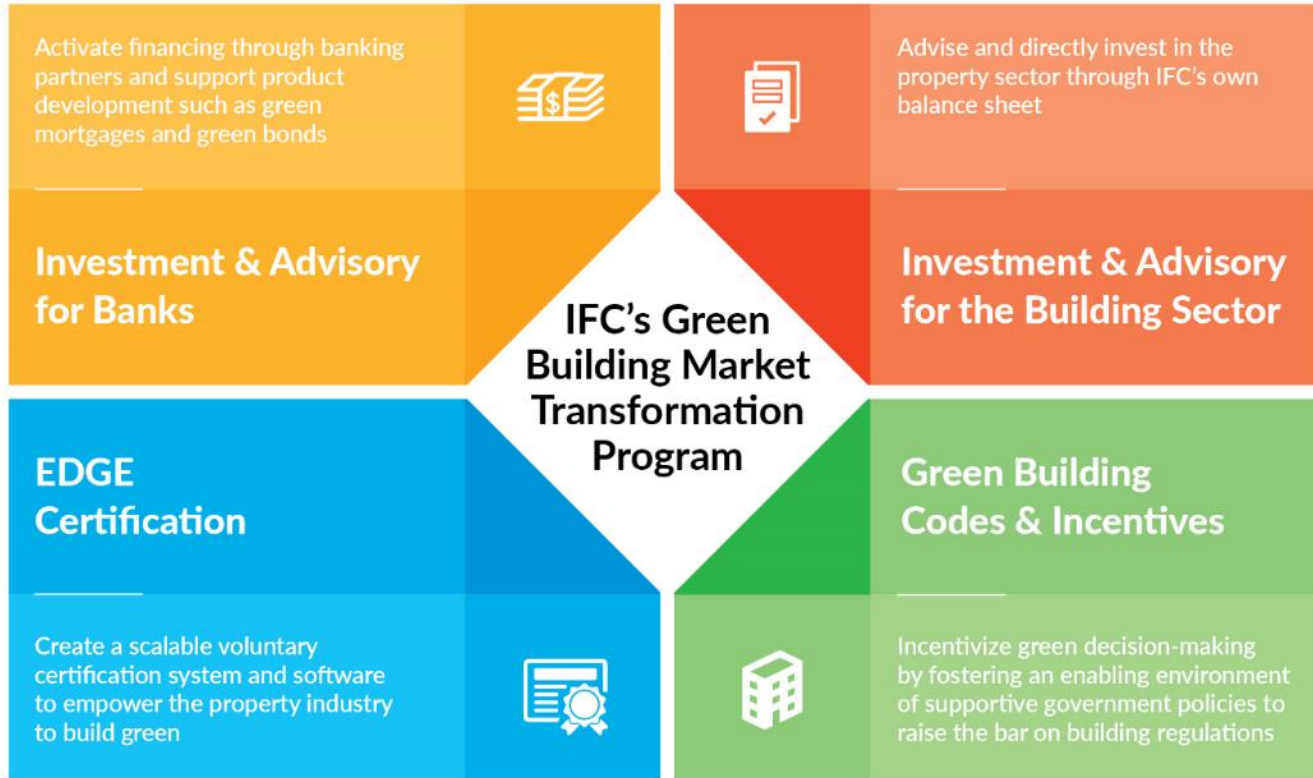 Activate financing through banking
partners and support product
development such as green
mortgages and green bonds
$
Investment & Advisory
for Banks
Advise and directly invest in the
property sector through IFC's own
balance sheet
Investment & Advisory
for the Building Sector
IFC's Green
Building Market
Transformation
Program
EDGE
Certification
Create a scalable voluntary
certification system and software
to empower the property industry
to build green
Green Building
Codes & Incentives
Incentivize green decision-making
by fostering an enabling environment
of supportive government policies to
raise the bar on building regulations